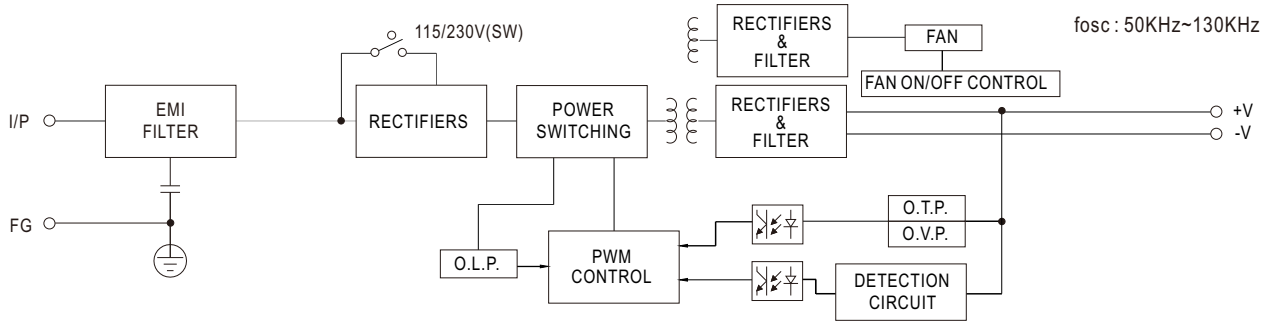 115/230V(SW)
RECTIFIERS
&
FILTER
FAN
fosc : 50KHz~130KHz
FAN ON/OFF CONTROL
I/P
EMI
FILTER
RECTIFIERS
POWER
SWITCHING
RECTIFIERS
&
FILTER
+V
-V
FG
O.L.P.
PWM
CONTROL
O.T.P.
O.V.P.
DETECTION
CIRCUIT